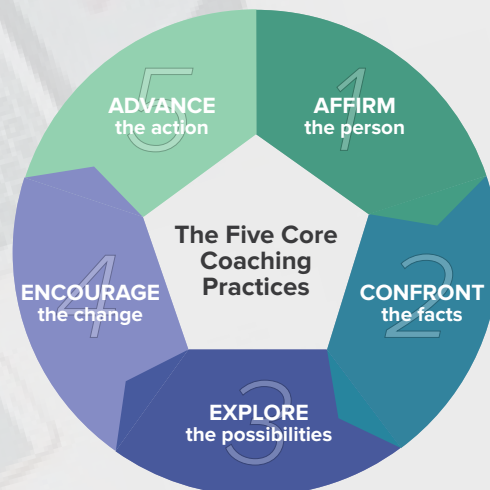 The Five Core
Coaching
Practices
1
AFFIRM
the person
2
CONFRONT
the facts
3
EXPLORE
the possibilities
4
ENCOURAGE
the change
5
ADVANCE
the action